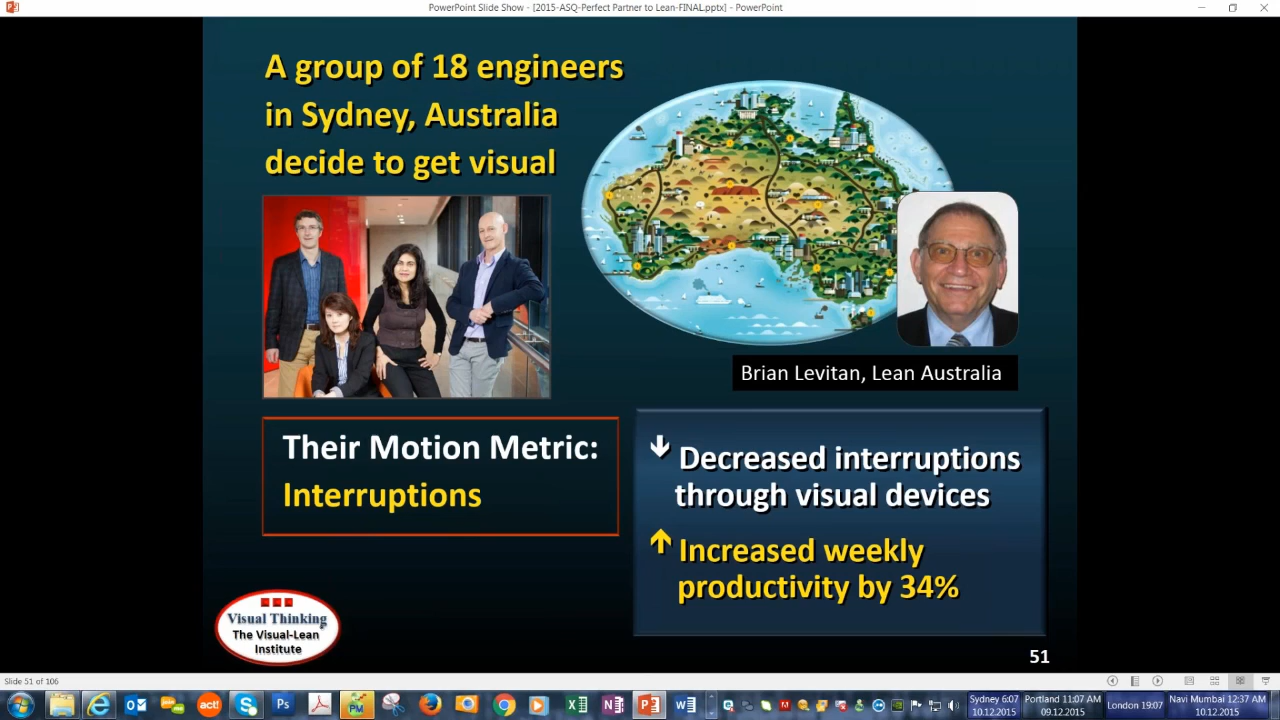 PowerPoint Slide Show - [2015-ASQ-Perfect Partner to Lean-FINAL.pptx] - PowerPoint
A group of 18 engineers
in Sydney, Australia
decide to get visual
Brian Levitan, Lean Australia
Their Motion Metric:
Interruptions
Decreased interruptions
through visual devices
Increased weekly
productivity by 34%
Visual Thinking
The Visual-Lean
Institute
51
Slide 51 of 106
act!
Ps
PM
Sydney 6:07
10.12.2015
Portland 11:07 AM
09.12.2015
London 19:07
Navi Mumbai 12:37 AM
10.12.2015